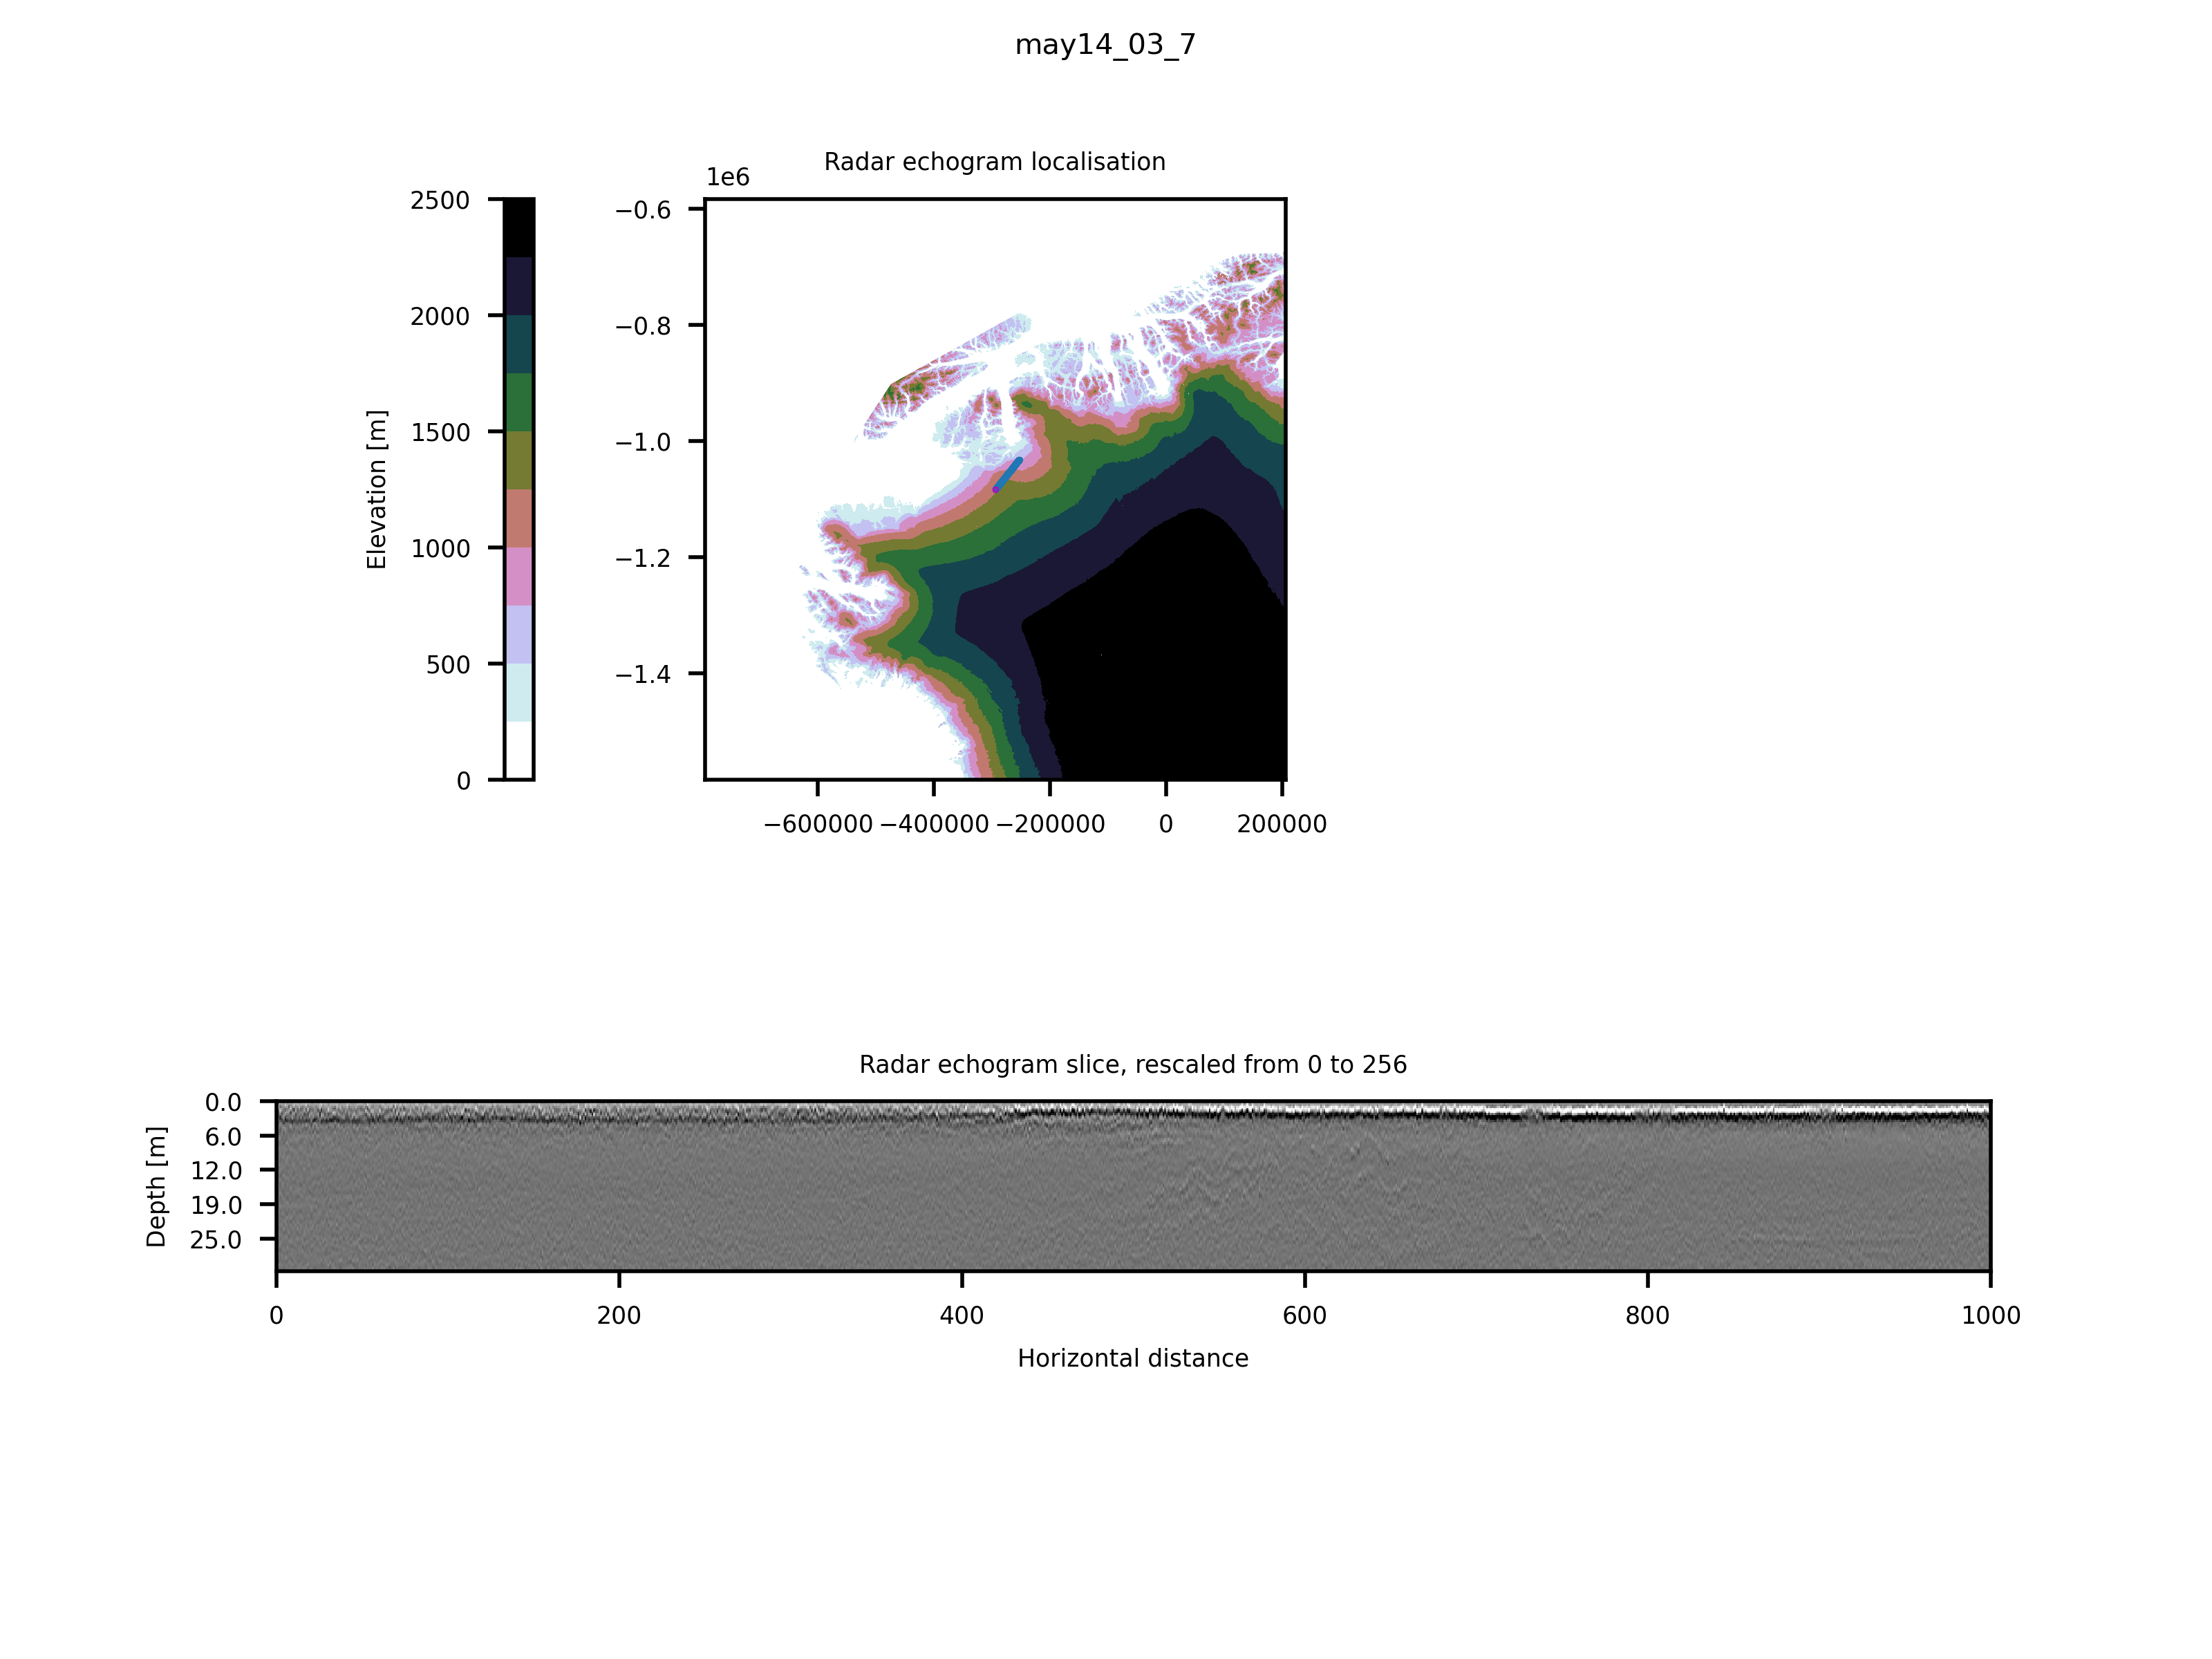 may14_03_7
Radar echogram localisation
1e6
Elevation [m]
2500
2000
1500
1000
500
0
−0.6
−0.8
−1.0
−1.2
−1.4
−600000 −400000 −200000 0 200000
Radar echogram slice, rescaled from 0 to 256
Depth [m]
0.0
6.0
12.0
19.0
25.0
0 200 400 600 800 1000
Horizontal distance